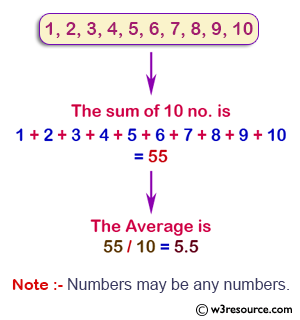 1, 2, 3, 4, 5, 6, 7, 8, 9, 10
The sum of 10 no. is
1 + 2 + 3 + 4 + 5 + 6 + 7 + 8 + 9 + 10
= 55
The Average is
55 / 10 = 5.5
Note :- Numbers may be any numbers.
© w3resource.com